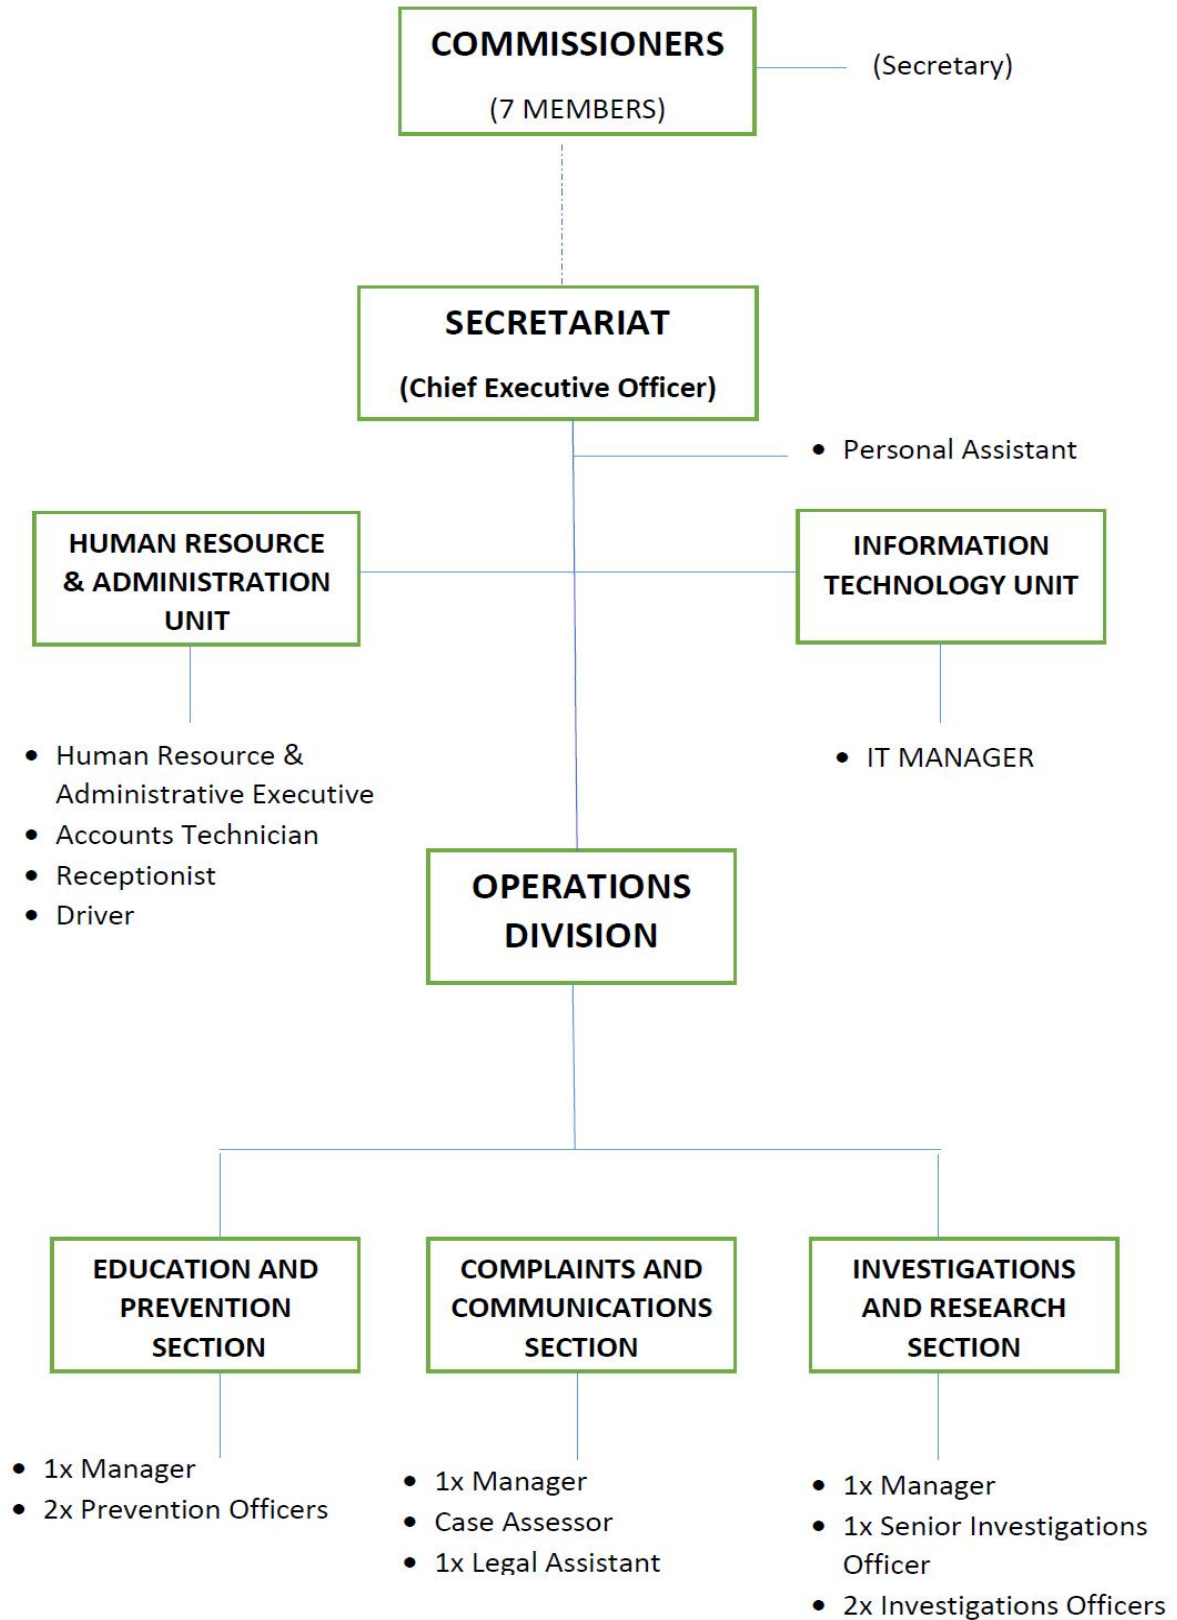 COMMISSIONERS
(7 MEMBERS)
(Secretary)
SECRETARIAT
(Chief Executive Officer)
• Personal Assistant
HUMAN RESOURCE
& ADMINISTRATION
UNIT
INFORMATION
TECHNOLOGY UNIT
• Human Resource &
Administrative Executive
• Accounts Technician
• Receptionist
• Driver
• IT MANAGER
OPERATIONS
DIVISION
EDUCATION AND
PREVENTION
SECTION
COMPLAINTS AND
COMMUNICATIONS
SECTION
INVESTIGATIONS
AND RESEARCH
SECTION
• 1x Manager
• 2x Prevention Officers
• 1x Manager
• Case Assessor
• 1x Legal Assistant
• 1x Manager
• 1x Senior Investigations
Officer
• 2x Investigations Officers